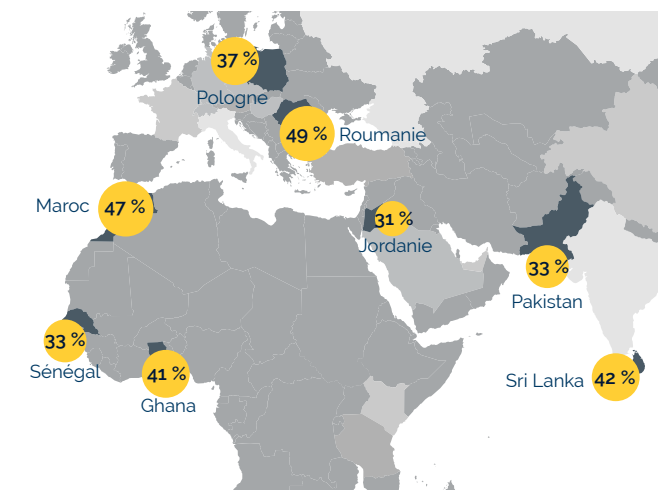 37 %
Pologne
49 %
Roumanie
Maroc
47 %
31 %
Jordanie
33 %
Pakistan
33 %
Sénégal
41 %
Ghana
Sri Lanka
42 %